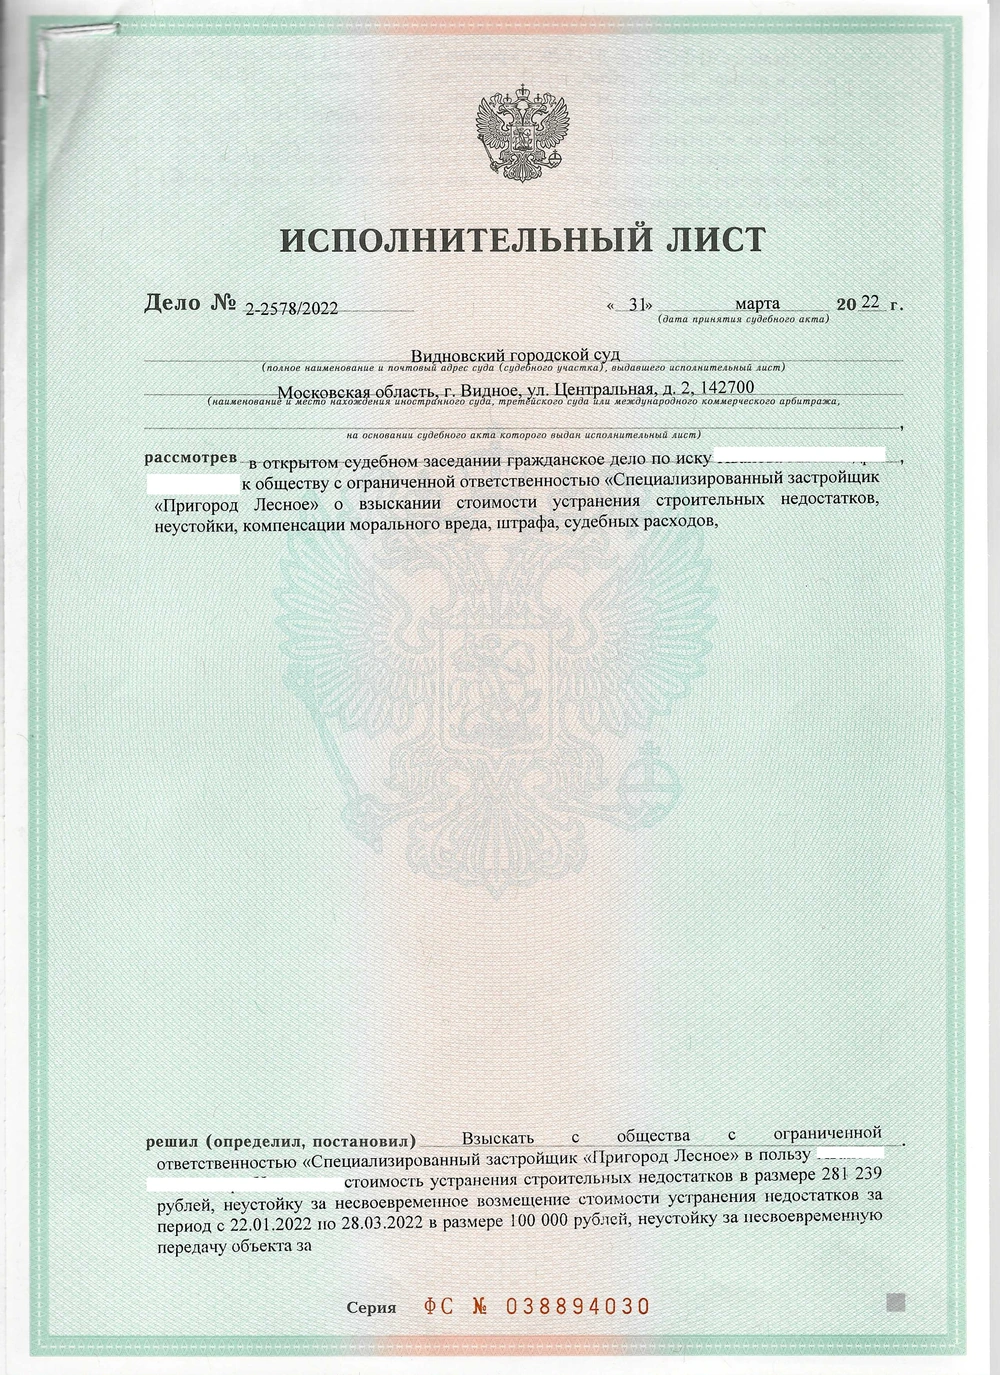 ИСПОЛНИТЕЛЬНЫЙ ЛИСТ
Дело № 2-2578/2022 « 31» марта 20 22 г.
(дата принятия судебного акта)
Видновский городской суд
(полное наименование и почтовый адрес суда (судебного участка), выдавшего исполнительный лист)
Московская область, г. Видное, ул. Центральная, д. 2, 142700
(наименование и место нахождения иностранного суда, третейского суда или международного коммерческого арбитража,
,
на основании судебного акта которого выдан исполнительный лист)
рассмотрев в открытом судебном заседании гражданское дело по иску ,
к обществу с ограниченной ответственностью «Специализированный застройщик
«Пригород Лесное» о взыскании стоимости устранения строительных недостатков,
неустойки, компенсации морального вреда, штрафа, судебных расходов,
решил (определил, постановил) Взыскать с общества с ограниченной .
ответственностью «Специализированный застройщик «Пригород Лесное» в пользу
стоимость устранения строительных недостатков в размере 281 239
рублей, неустойку за несвоевременное возмещение стоимости устранения недостатков за
период с 22.01.2022 по 28.03.2022 в размере 100 000 рублей, неустойку за несвоевременную
передачу объекта за
Серия ФС № 038894030